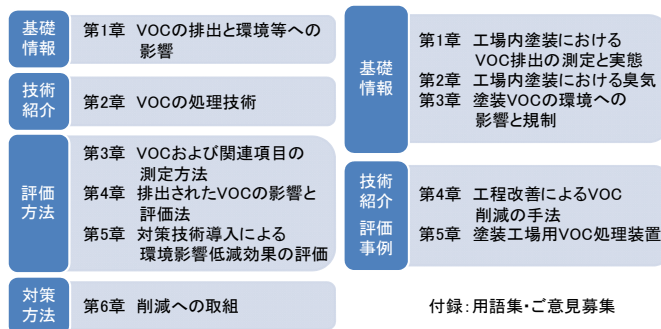 基礎
情報
第1章 VOCの排出と環境等への
影響
技術
紹介
第2章 VOCの処理技術
評価
方法
第3章 VOCおよび関連項目の
測定方法
第4章 排出されたVOCの影響と
評価法
第5章 対策技術導入による
環境影響低減効果の評価
対策
方法
第6章 削減への取組
基礎
情報
第1章 工場内塗装における
VOC排出の測定と実態
第2章 工場内塗装における臭気
第3章 塗装VOCの環境への
影響と規制
技術
紹介
評価
事例
第4章 工程改善によるVOC
削減の手法
第5章 塗装工場用VOC処理装置
付録:用語集・ご意見募集